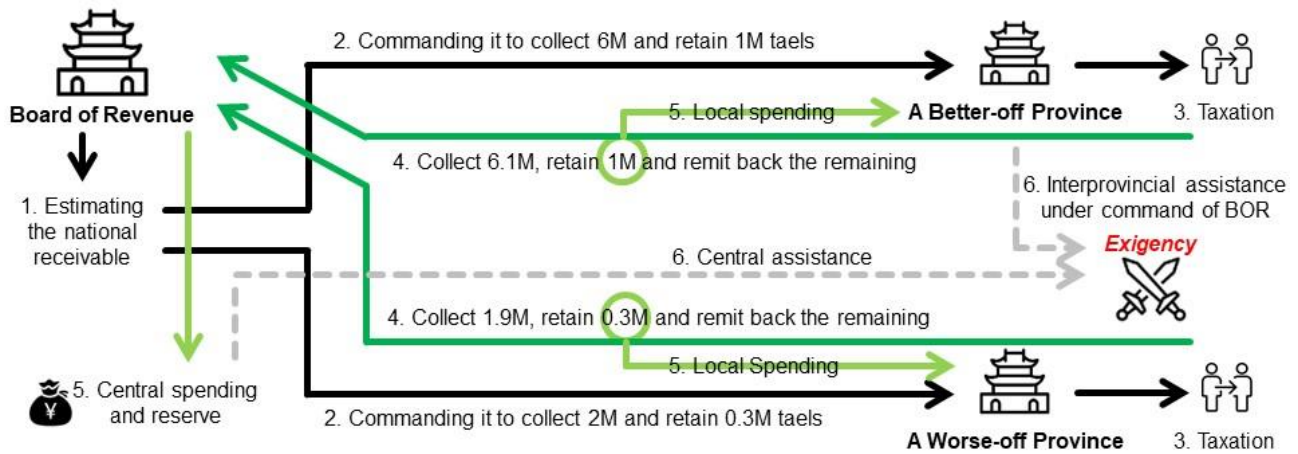 2. Commanding it to collect 6M and retain 1M taels
Board of Revenue
5. Local spending
A Better-off Province
3. Taxation
4. Collect 6.1M, retain 1M and remit back the remaining
1. Estimating
the national
receivable
6. Interprovincial assistance
under command of BOR
Exigency
6. Central assistance
4. Collect 1.9M, retain 0.3M and remit back the remaining
5. Local Spending
¥
5. Central spending
and reserve
2. Commanding it to collect 2M and retain 0.3M taels
A Worse-off Province
3. Taxation